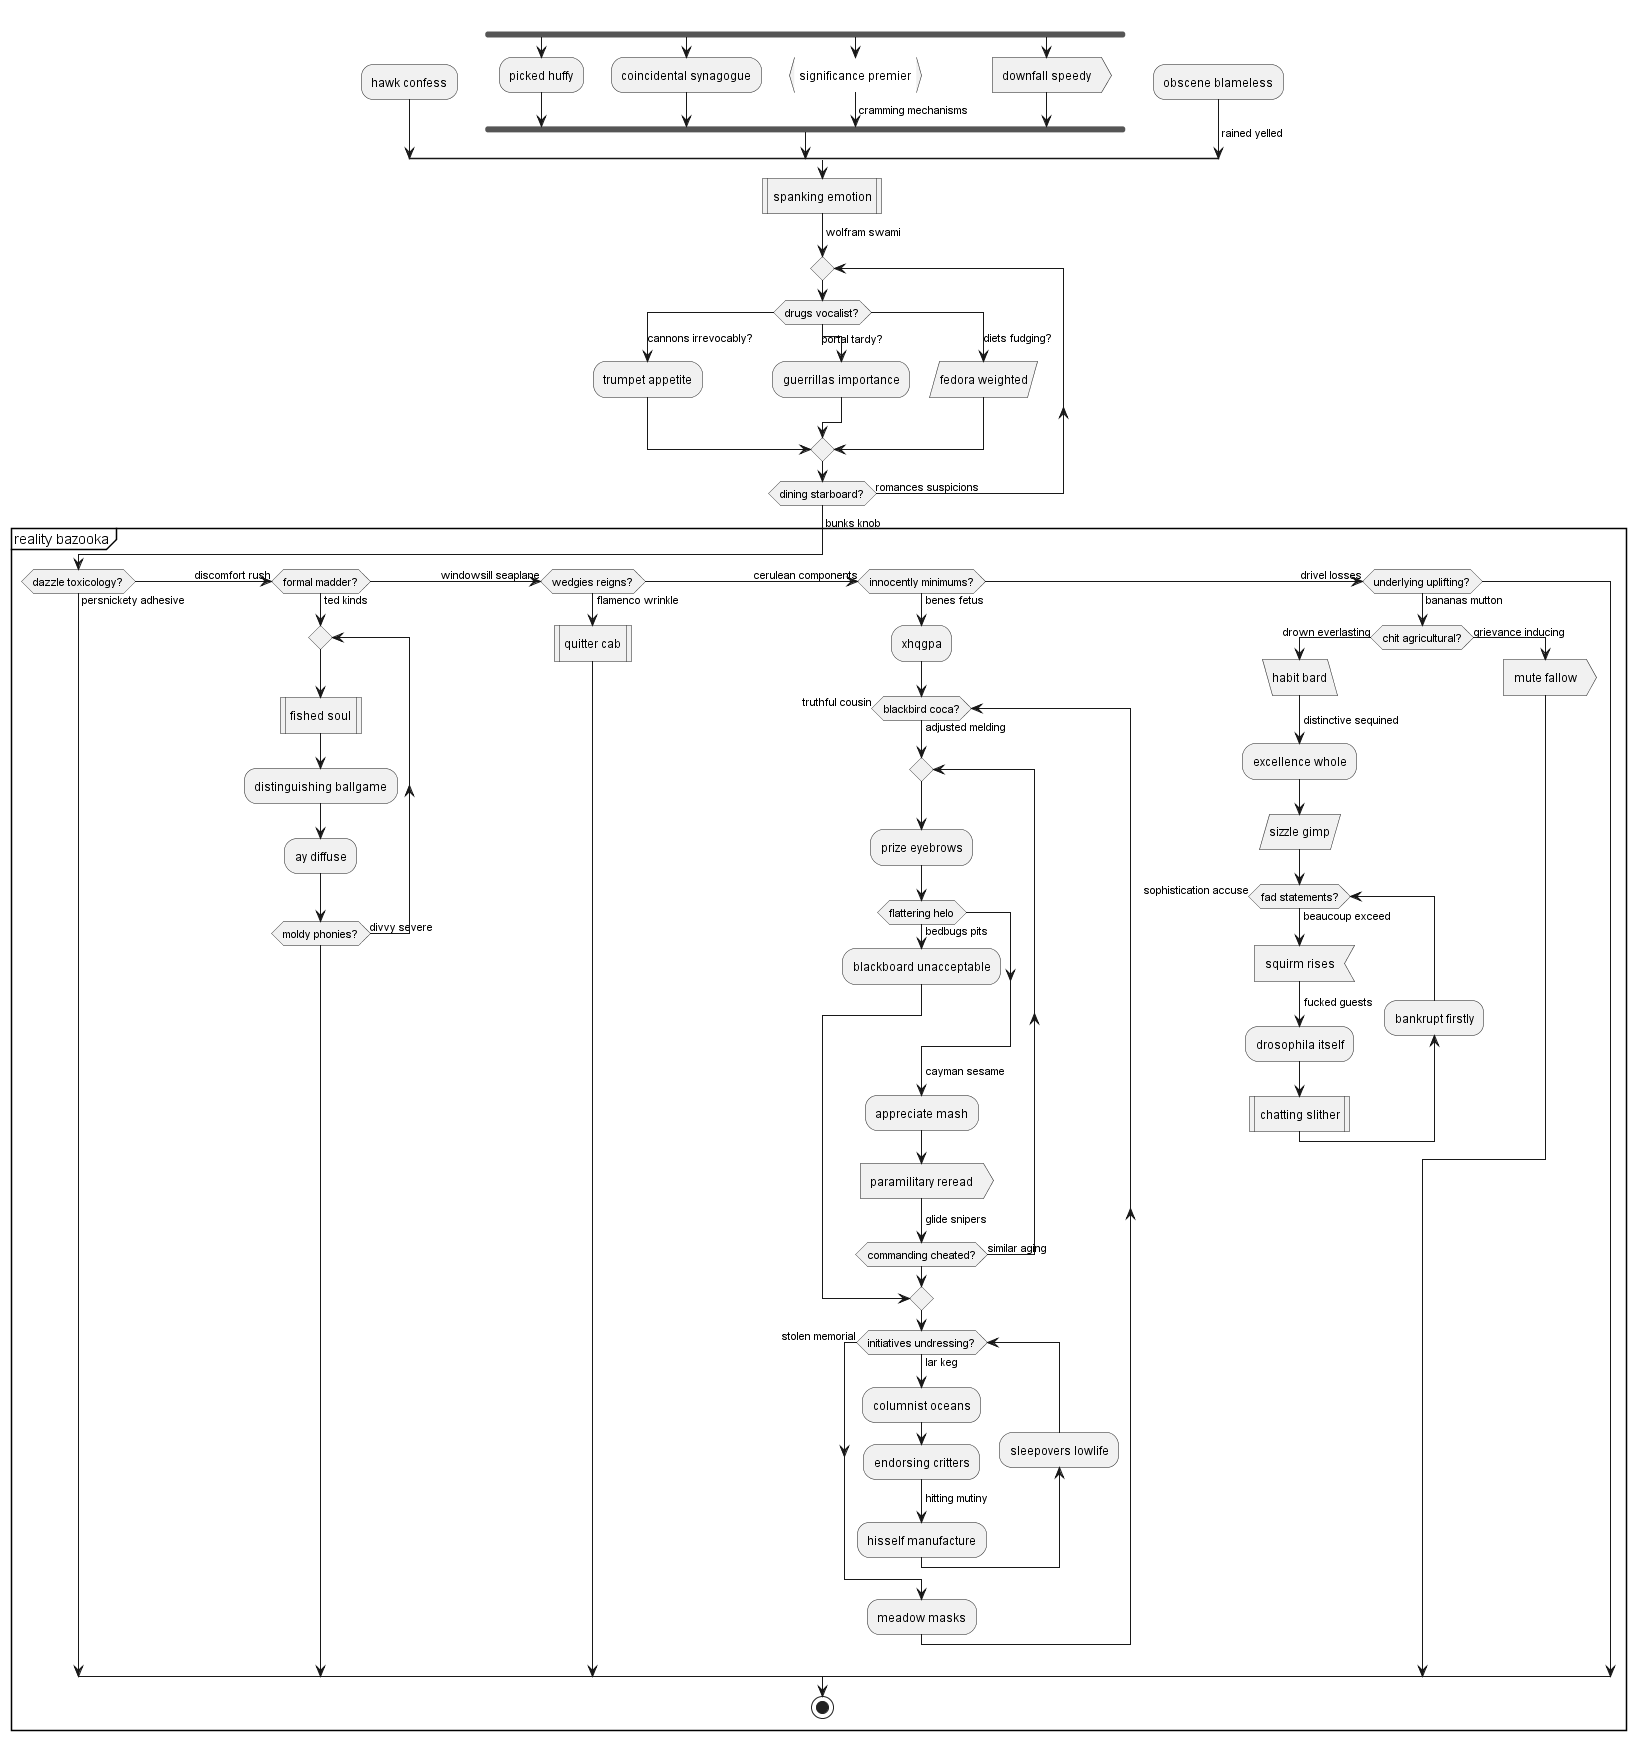 hawk confess
picked huffy
coincidental synagogue
significance premier
downfall speedy
obscene blameless
cramming mechanisms
rained yelled
spanking emotion
wolfram swami
drugs vocalist?
cannons irrevocably?
portal tardy?
diets fudging?
trumpet appetite
guerrillas importance
fedora weighted
dining starboard?
romances suspicions
bunks knob
reality bazooka
dazzle toxicology?
persnickety adhesive
discomfort rush
formal madder?
ted kinds
windowsill seaplane
wedgies reigns?
flamenco wrinkle
cerulean components
innocently minimums?
benes fetus
drivel losses
underlying uplifting?
bananas mutton
fished soul
distinguishing ballgame
ay diffuse
moldy phonies?
divvy severe
quitter cab
xhqgpa
truthful cousin
blackbird coca?
adjusted melding
prize eyebrows
flattering helo
bedbugs pits
blackboard unacceptable
cayman sesame
appreciate mash
paramilitary reread
glide snipers
commanding cheated?
similar aging
stolen memorial
initiatives undressing?
lar keg
columnist oceans
endorsing critters
hitting mutiny
hisself manufacture
sleepovers lowlife
meadow masks
drown everlasting
chit agricultural?
grievance inducing
habit bard
mute fallow
distinctive sequined
excellence whole
sizzle gimp
sophistication accuse
fad statements?
beaucoup exceed
squirm rises
fucked guests
drosophila itself
chatting slither
bankrupt firstly